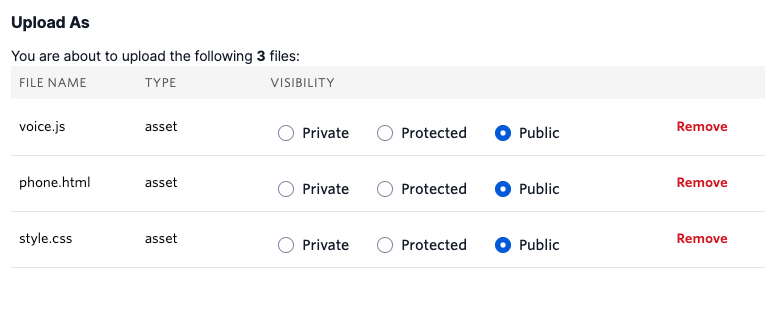 Upload As
You are about to upload the following 3 files:
FILE NAME TYPE VISIBILITY
voice.js asset Private Protected Public Remove
phone.html asset Private Protected Public Remove
style.css asset Private Protected Public Remove